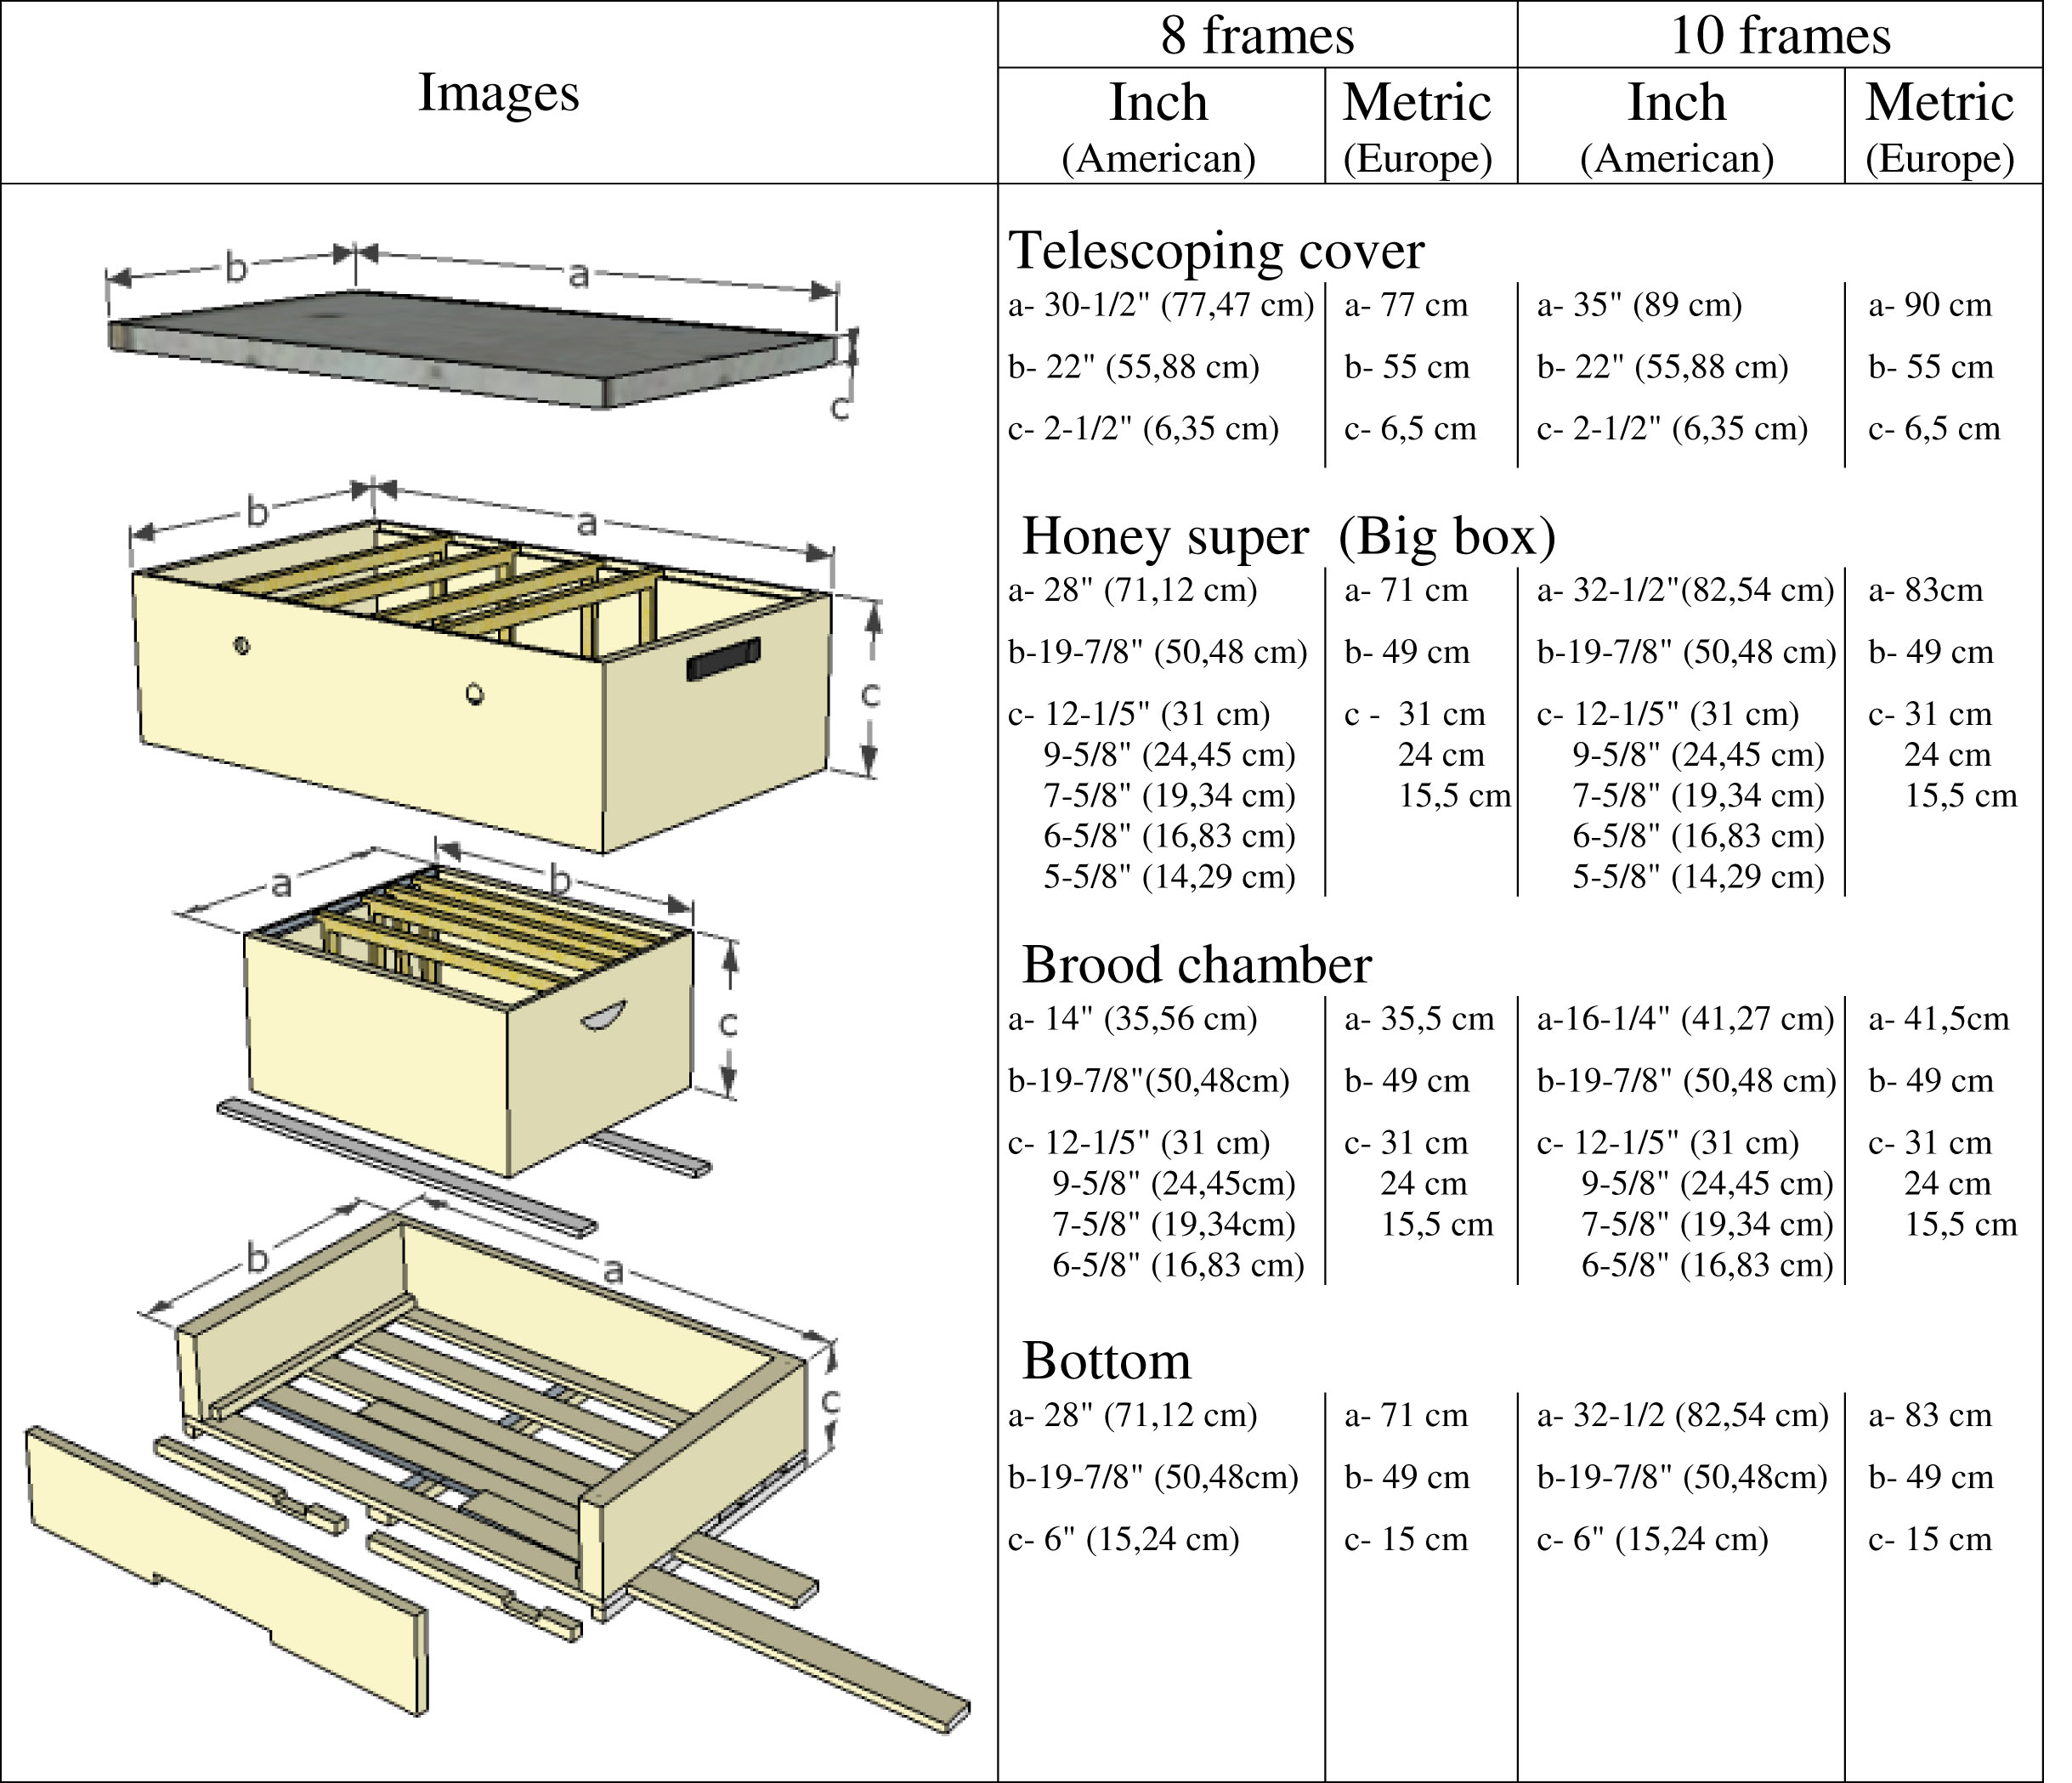 Images
8 frames
10 frames
Inch
Metric
Inch
Metric
(American)
(Europe)
(American)
(Europe)
b
a
c
Telescoping cover
a- 30-1/2" (77,47 cm) a- 77 cm a- 35" (89 cm) a- 90 cm
b- 22" (55,88 cm) b- 55 cm b- 22" (55,88 cm) b- 55 cm
c- 2-1/2" (6,35 cm) c- 6,5 cm c- 2-1/2" (6,35 cm) c- 6,5 cm
b
a
c
Honey super (Big box)
a- 28" (71,12 cm) a- 71 cm a- 32-1/2"(82,54 cm) a- 83cm
b-19-7/8" (50,48 cm) b- 49 cm b-19-7/8" (50,48 cm) b- 49 cm
c- 12-1/5" (31 cm) c - 31 cm c- 12-1/5" (31 cm) c- 31 cm
9-5/8" (24,45 cm) 24 cm 9-5/8" (24,45 cm) 24 cm
7-5/8" (19,34 cm) 15,5 cm 7-5/8" (19,34 cm) 15,5 cm
6-5/8" (16,83 cm) 6-5/8" (16,83 cm)
5-5/8" (14,29 cm) 5-5/8" (14,29 cm)
a
b
c
Brood chamber
a- 14" (35,56 cm) a- 35,5 cm a-16-1/4" (41,27 cm) a- 41,5cm
b-19-7/8"(50,48cm) b- 49 cm b-19-7/8" (50,48 cm) b- 49 cm
c- 12-1/5" (31 cm) c- 31 cm c- 12-1/5" (31 cm) c- 31 cm
9-5/8" (24,45cm) 24 cm 9-5/8" (24,45 cm) 24 cm
7-5/8" (19,34cm) 15,5 cm 7-5/8" (19,34 cm) 15,5 cm
6-5/8" (16,83 cm) 6-5/8" (16,83 cm)
b
a
c
Bottom
a- 28" (71,12 cm) a- 71 cm a- 32-1/2 (82,54 cm) a- 83 cm
b-19-7/8" (50,48cm) b- 49 cm b-19-7/8" (50,48cm) b- 49 cm
c- 6" (15,24 cm) c- 15 cm c- 6" (15,24 cm) c- 15 cm